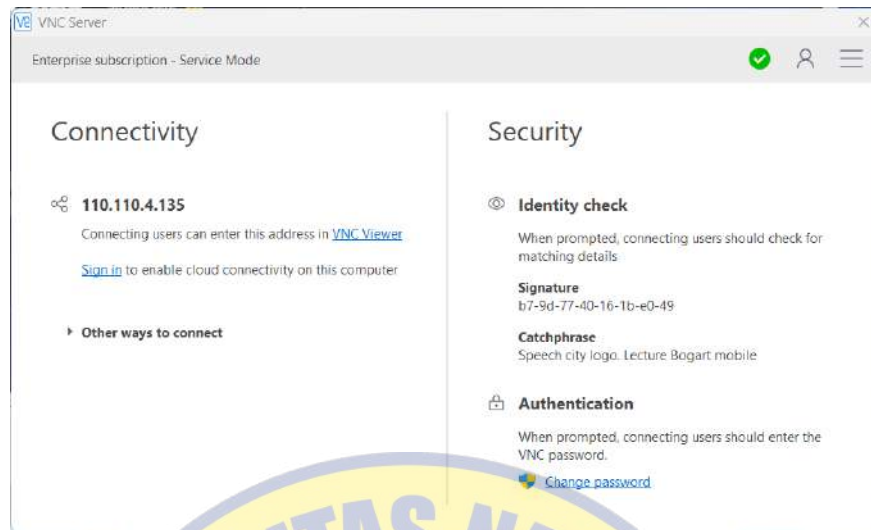 VNC Server
Enterprise subscription - Service Mode
Connectivity
110.110.4.135
Connecting users can enter this address in VNC Viewer
Sign in to enable cloud connectivity on this computer
Other ways to connect
Security
Identity check
When prompted, connecting users should check for
matching details
Signature
b7-9d-77-40-16-1b-e0-49
Catchphrase
Speech city logo. Lecture Bogart mobile
Authentication
When prompted, connecting users should enter the
VNC password.
Change password